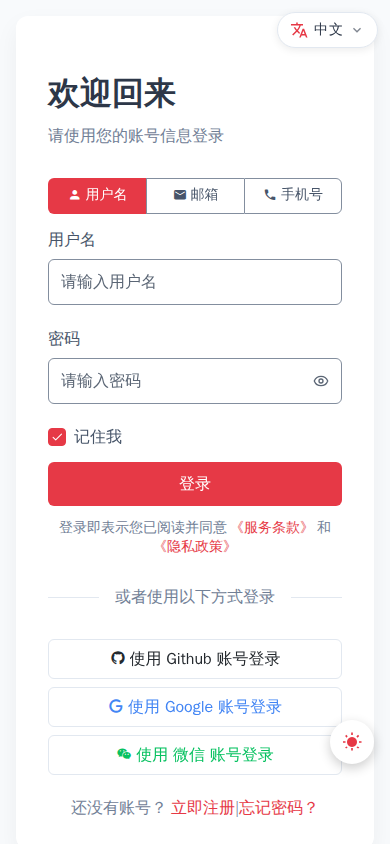 中文
欢迎回来
请使用您的账号信息登录
用户名 邮箱 手机号
用户名
请输入用户名
密码
请输入密码
记住我
登录
登录即表示您已阅读并同意 《服务条款》 和
《隐私政策》
或者使用以下方式登录
使用 Github 账号登录
使用 Google 账号登录
使用 微信 账号登录
还没有账号？ 立即注册|忘记密码？